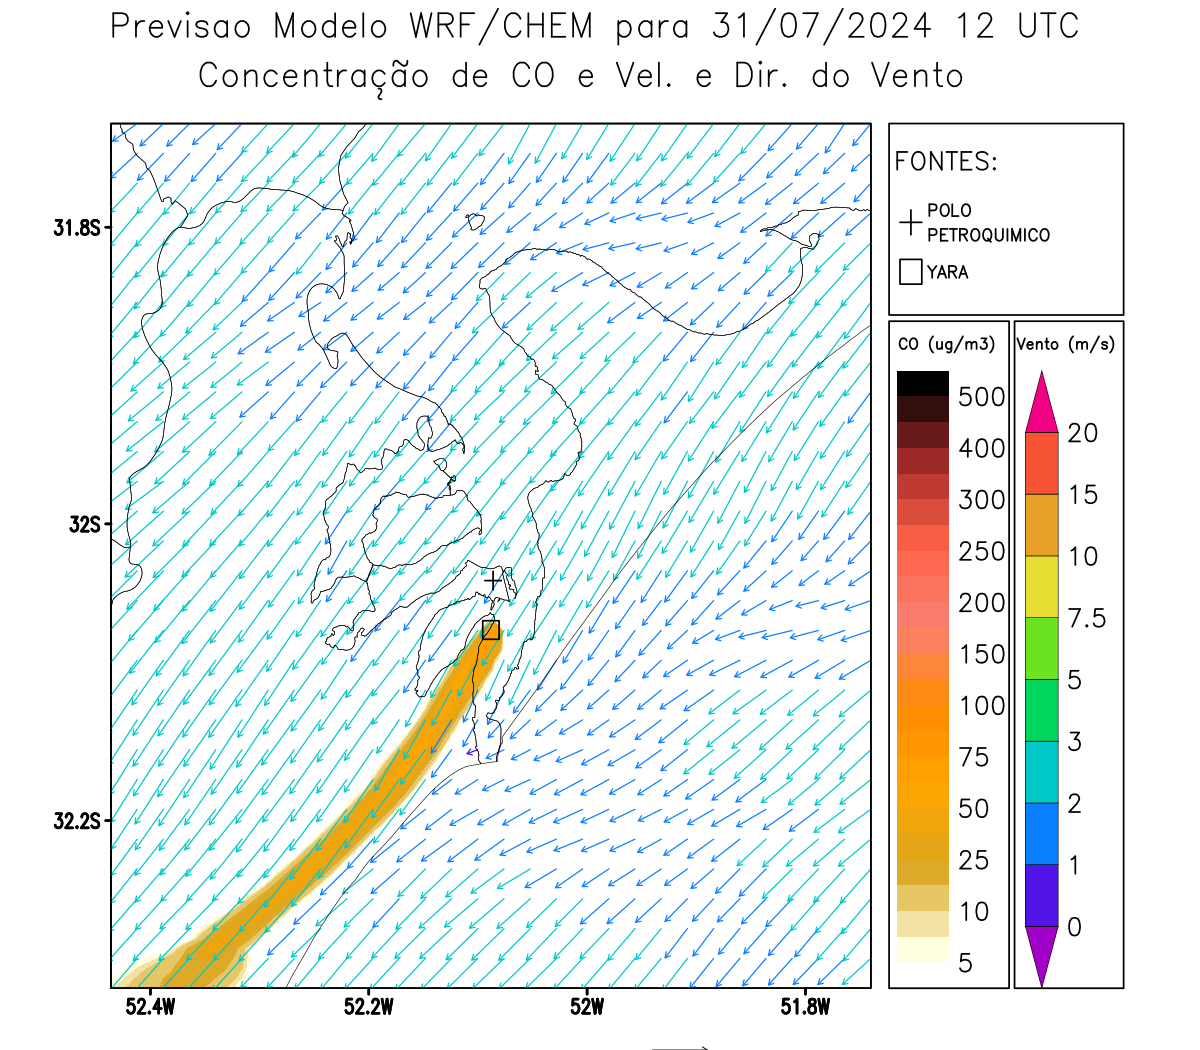 Previsao Modelo WRF/CHEM para 31/07/2024 12 UTC
Concentração de CO e Vel. e Dir. do Vento
FONTES:
POLO
PETROQUIMICO
YARA
CO (ug/m3)
500
400
300
250
200
150
100
75
50
25
10
5
Vento (m/s)
20
15
10
7.5
5
3
2
1
0
31.8S
32S
32.2S
52.4W
52.2W
52W
51.8W